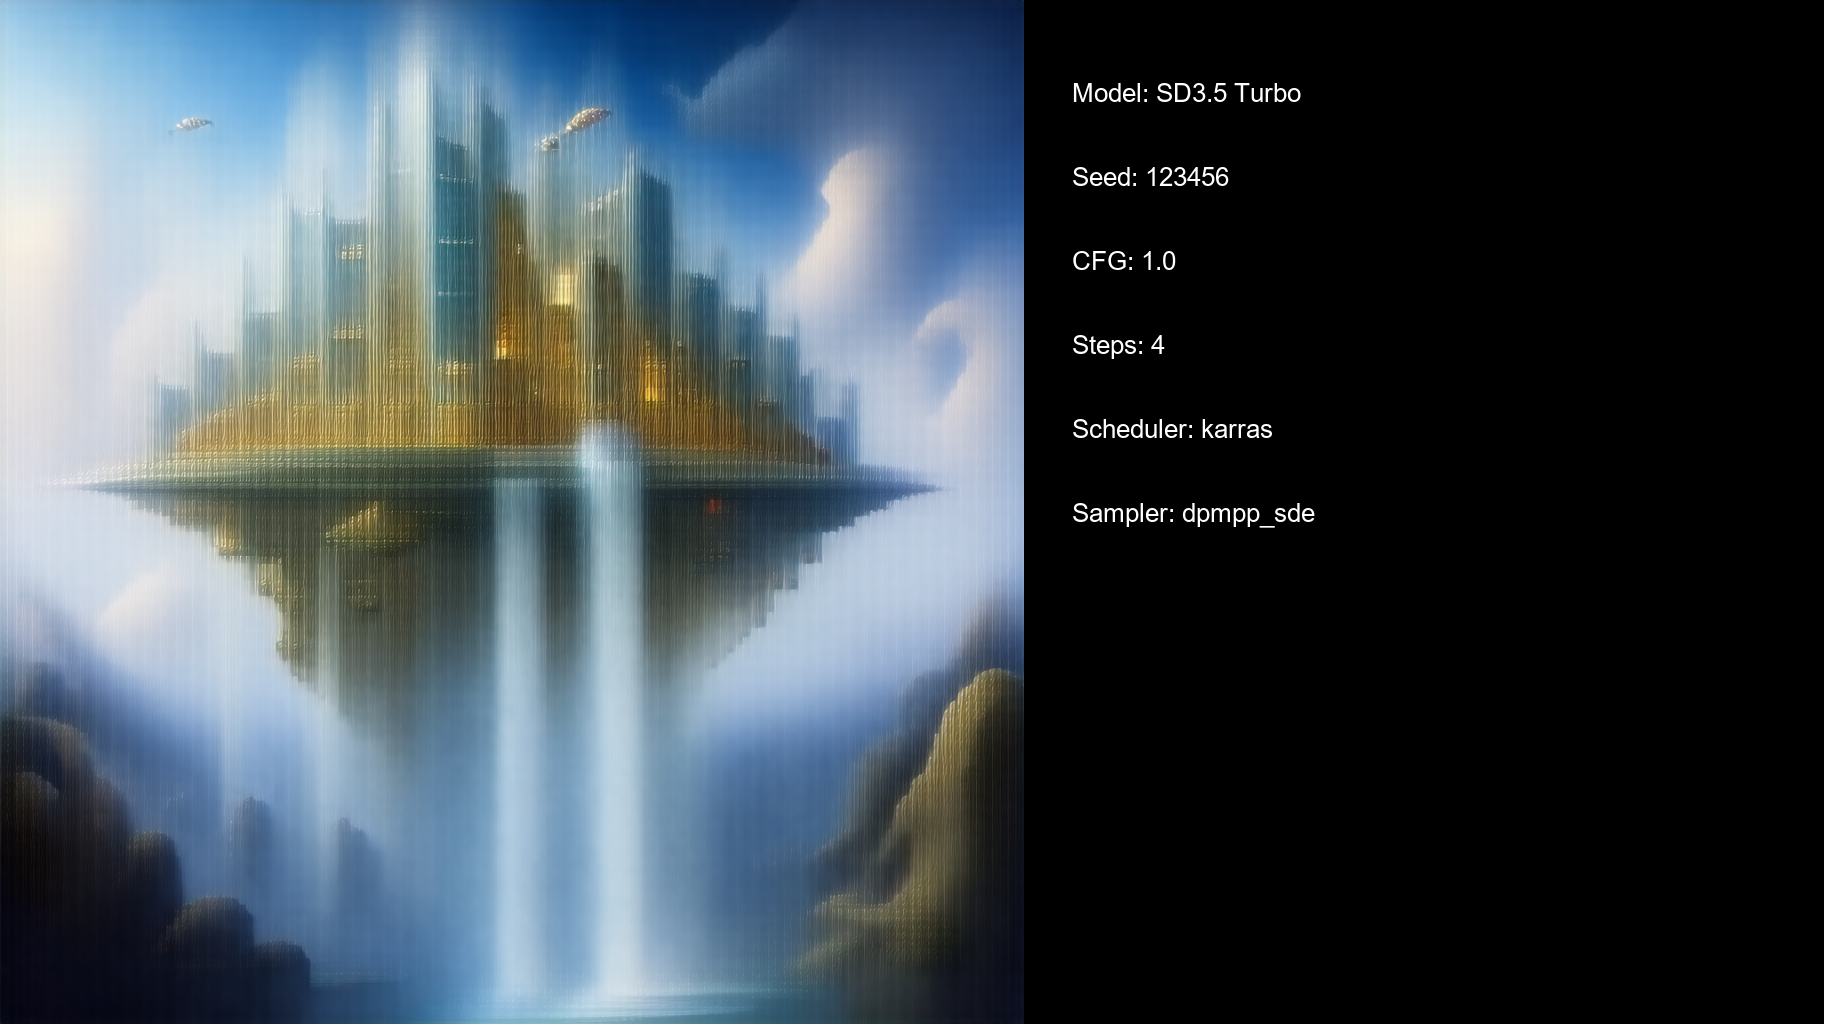 Model: SD3.5 Turbo
Seed: 123456
CFG: 1.0
Steps: 4
Scheduler: karras
Sampler: dpmpp_sde